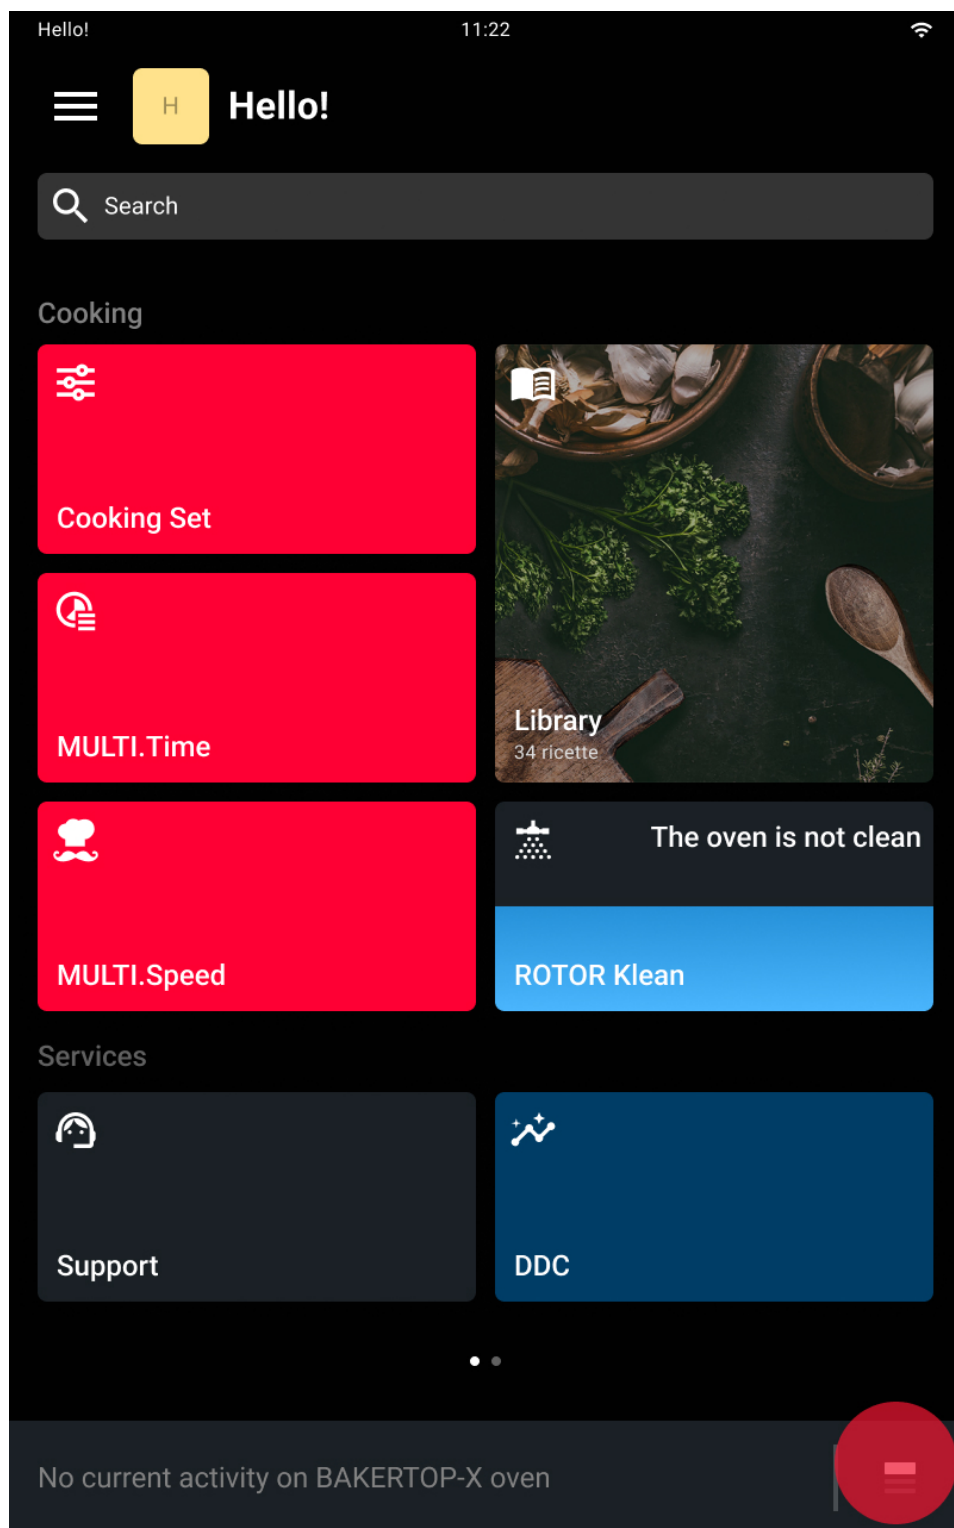 Hello!
11:22
H
Hello!
Search
Cooking
Cooking Set
MULTI.Time
Library
34 ricette
MULTI.Speed
The oven is not clean
ROTOR Klean
Services
Support
DDC
No current activity on BAKERTOP-X oven